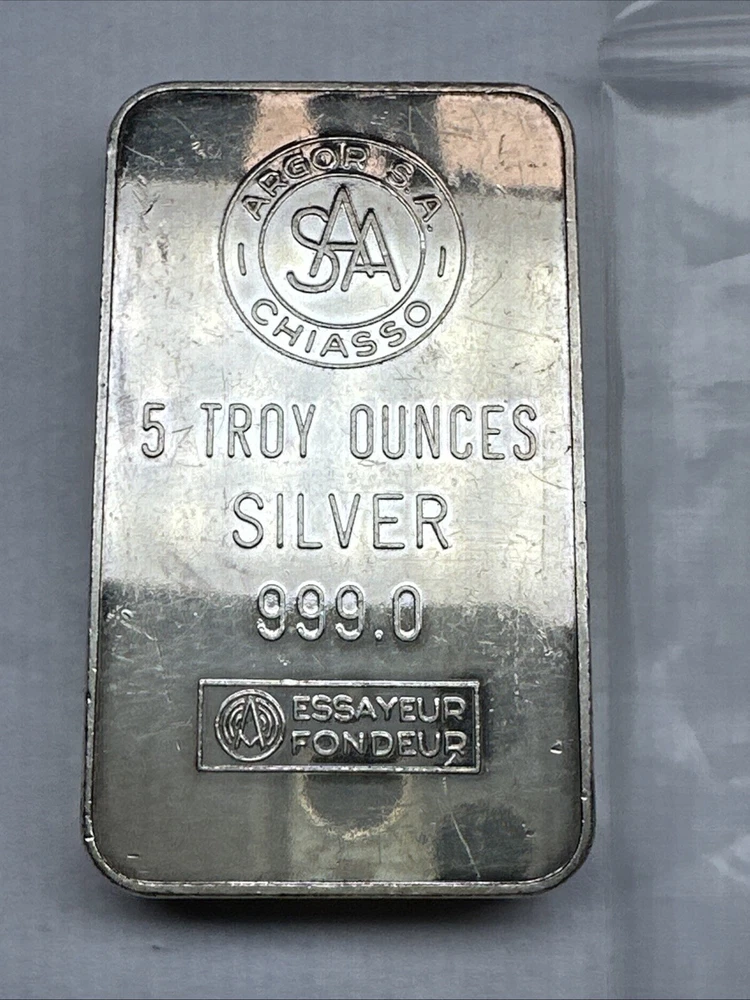 ARGOR S.A.
SAA
CHIASSO
5 TROY OUNCES
SILVER
999.0
ESSAYEUR
FONDEUR